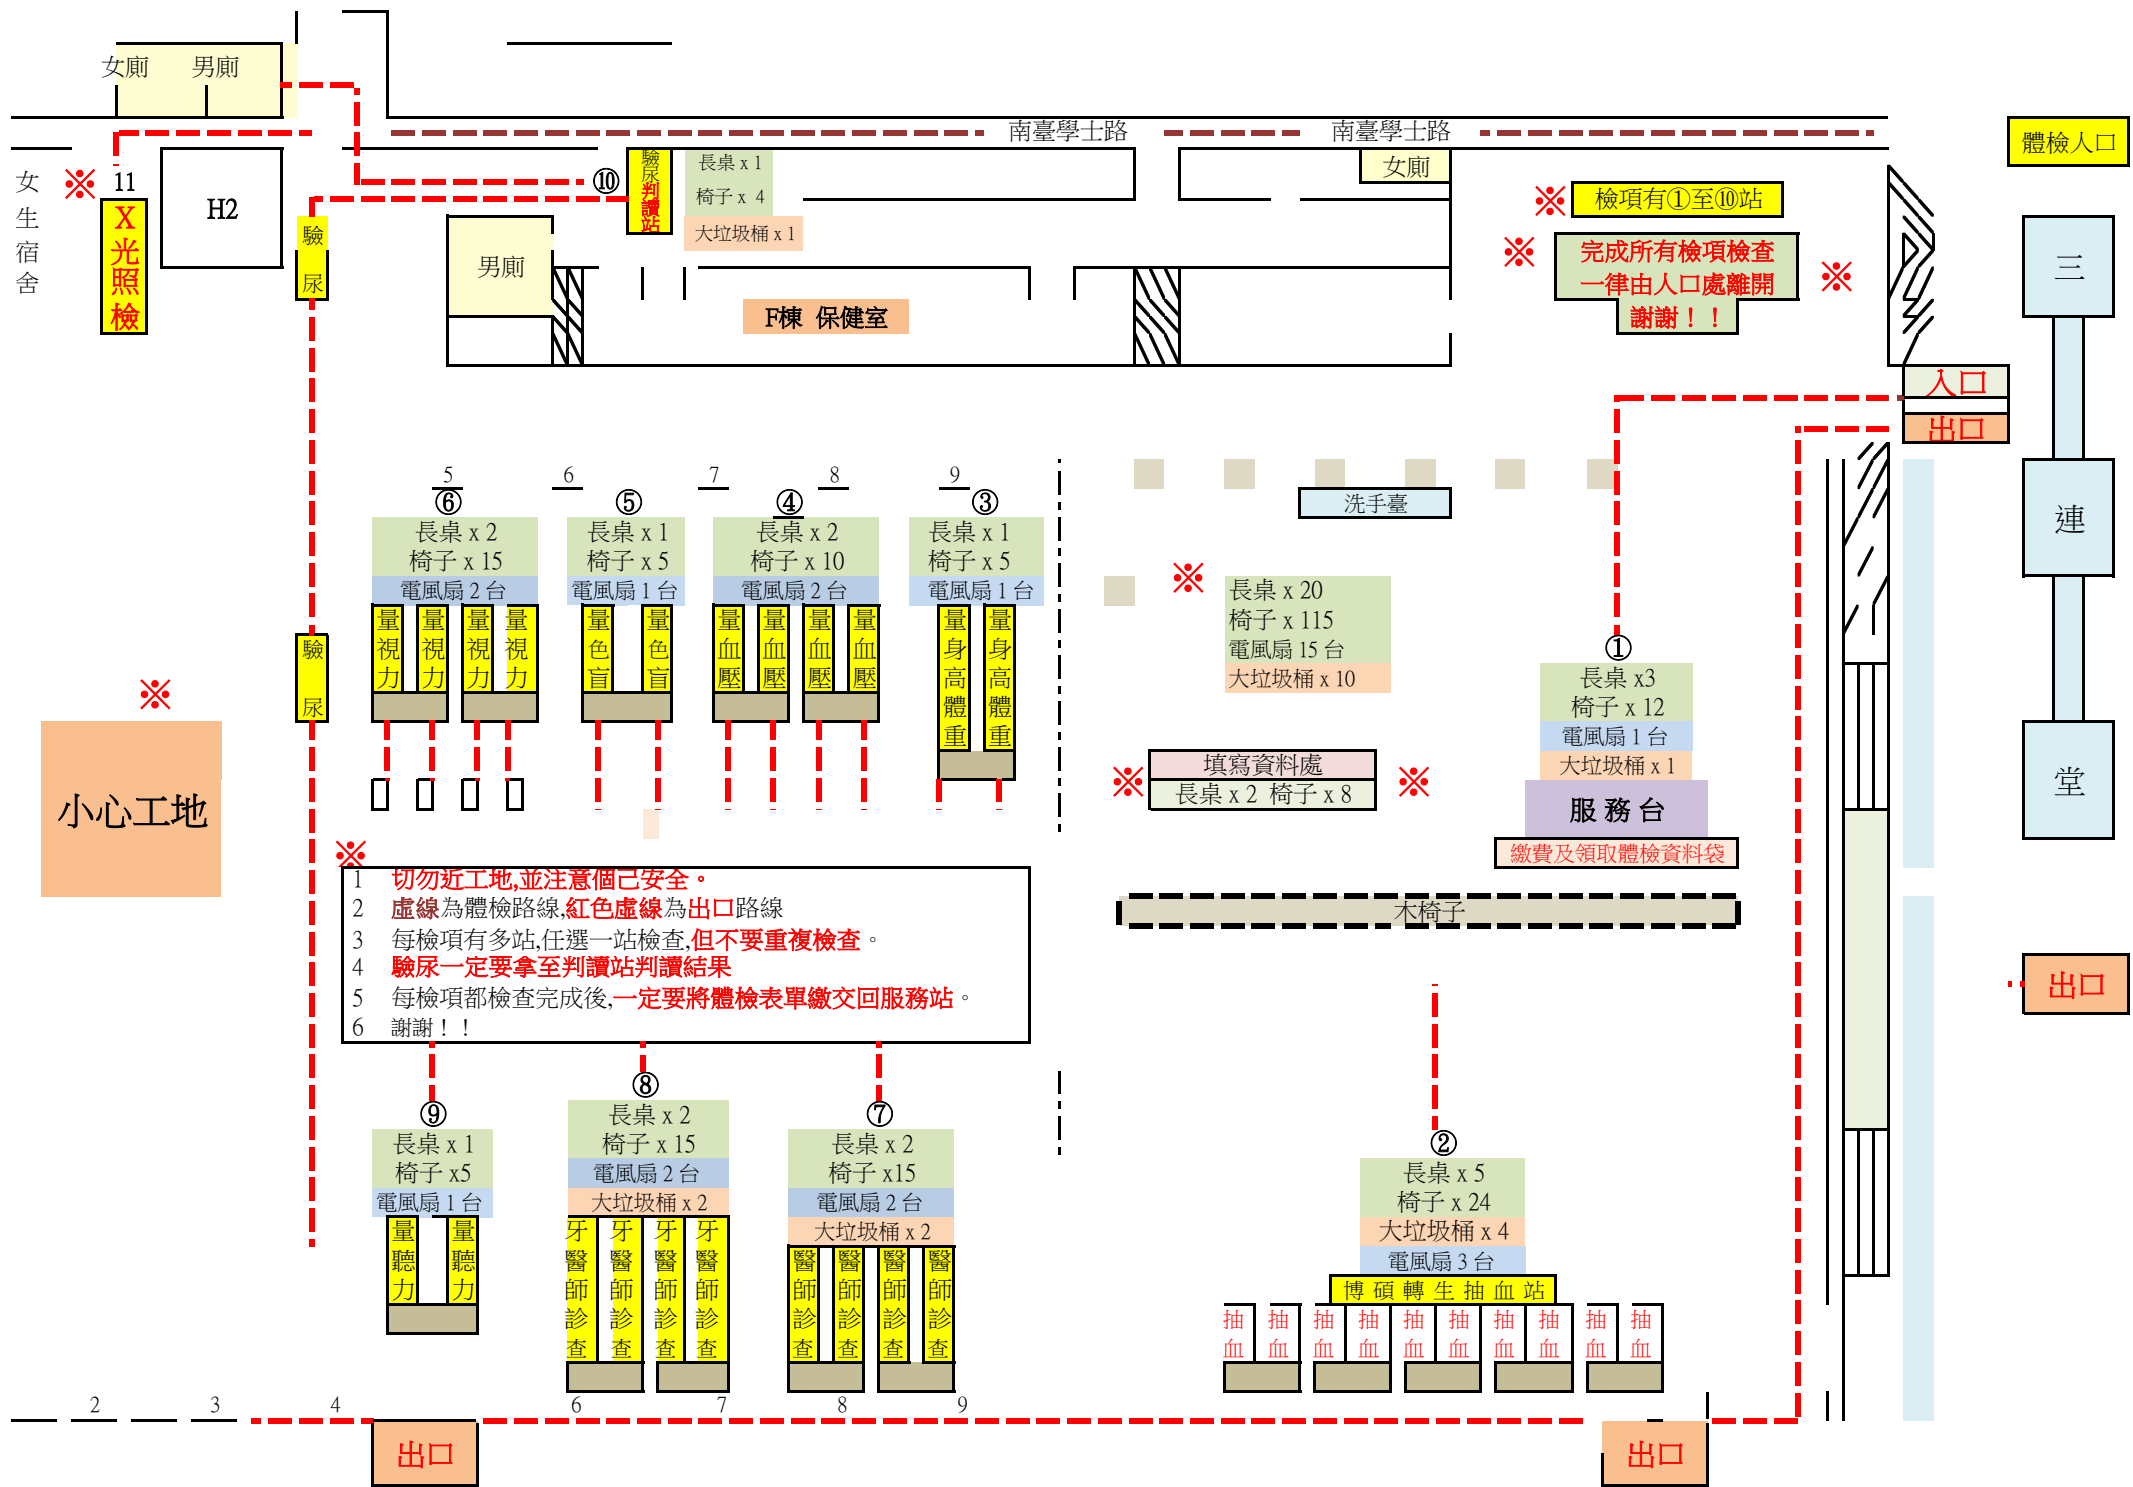 女廁 男廁
南臺學士路 南臺學士路
體檢人口
女生宿舍
※ 11
X光照檢
H2
驗尿
⑩
驗尿判讀站
長桌 x 1
椅子 x 4
大垃圾桶 x 1
女廁
※ 檢項有①至⑩站
※ 完成所有檢項檢查 ※
一律由人口處離開
謝謝！！
男廁
F棟 保健室
三
連
堂
入口
出口
5 6 7 8 9
⑥
長桌 x 2
椅子 x 15
電風扇 2 台
量視力 量視力 量視力 量視力
⑤
長桌 x 1
椅子 x 5
電風扇 1 台
量色盲 量色盲
④
長桌 x 2
椅子 x 10
電風扇 2 台
量血壓 量血壓 量血壓 量血壓
③
長桌 x 1
椅子 x 5
電風扇 1 台
量身高體重 量身高體重
洗手臺
※
長桌 x 20
椅子 x 115
電風扇 15 台
大垃圾桶 x 10
①
長桌 x3
椅子 x 12
電風扇 1 台
大垃圾桶 x 1
服 務 台
繳費及領取體檢資料袋
驗尿
※
小心工地
※ 填寫資料處 ※
長桌 x 2 椅子 x 8
木椅子
※
1 切勿近工地,並注意個己安全。
2 虛線為體檢路線,紅色虛線為出口路線
3 每檢項有多站,任選一站檢查,但不要重複檢查。
4 驗尿一定要拿至判讀站判讀結果
5 每檢項都檢查完成後,一定要將體檢表單繳交回服務站。
6 謝謝！！
出口
⑨
長桌 x 1
椅子 x5
電風扇 1 台
量聽力 量聽力
⑧
長桌 x 2
椅子 x 15
電風扇 2 台
大垃圾桶 x 2
牙醫師診查 牙醫師診查 牙醫師診查 牙醫師診查
⑦
長桌 x 2
椅子 x15
電風扇 2 台
大垃圾桶 x 2
醫師診查 醫師診查 醫師診查 醫師診查
②
長桌 x 5
椅子 x 24
大垃圾桶 x 4
電風扇 3 台
博碩轉生抽血站
抽血 抽血 抽血 抽血 抽血 抽血 抽血 抽血 抽血 抽血
2 3 4 6 7 8 9
出口 出口